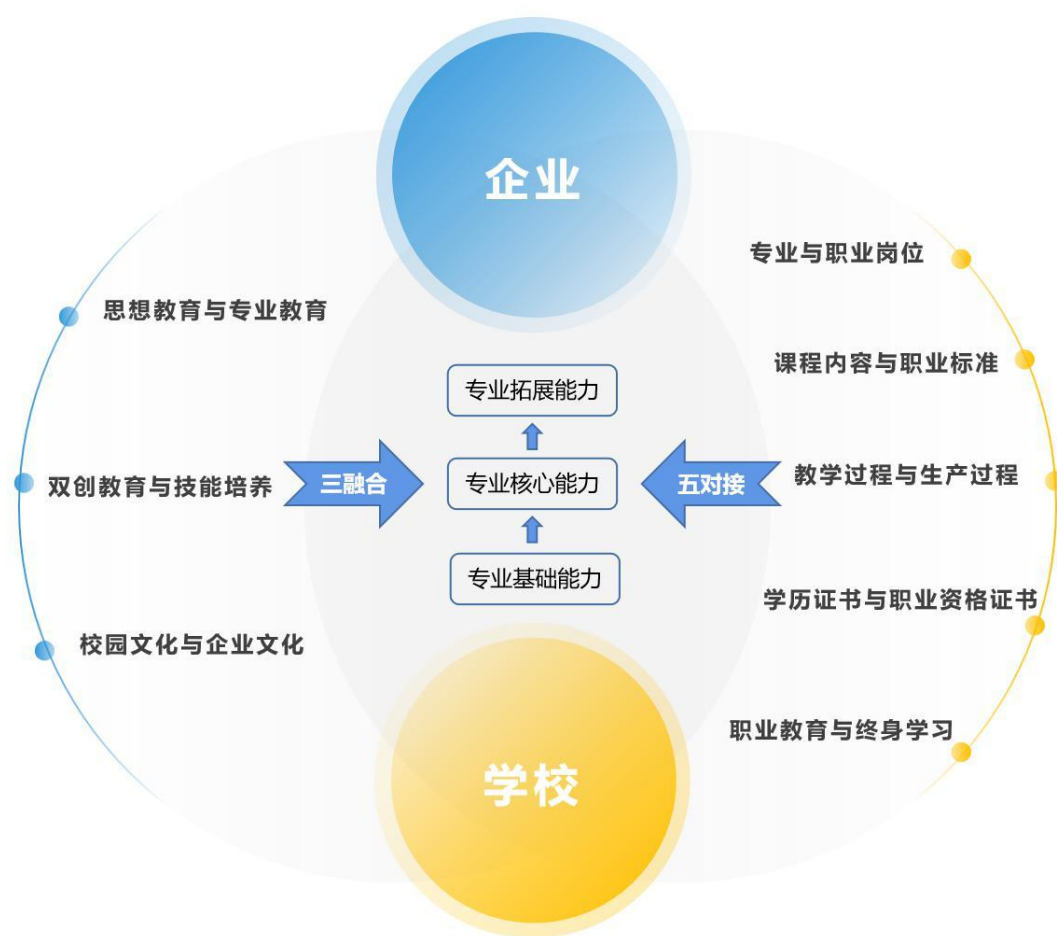 企业
专业与职业岗位
思想教育与专业教育
课程内容与职业标准
专业拓展能力
双创教育与技能培养
三融合
专业核心能力
五对接
教学过程与生产过程
专业基础能力
学历证书与职业资格证书
校园文化与企业文化
职业教育与终身学习
学校